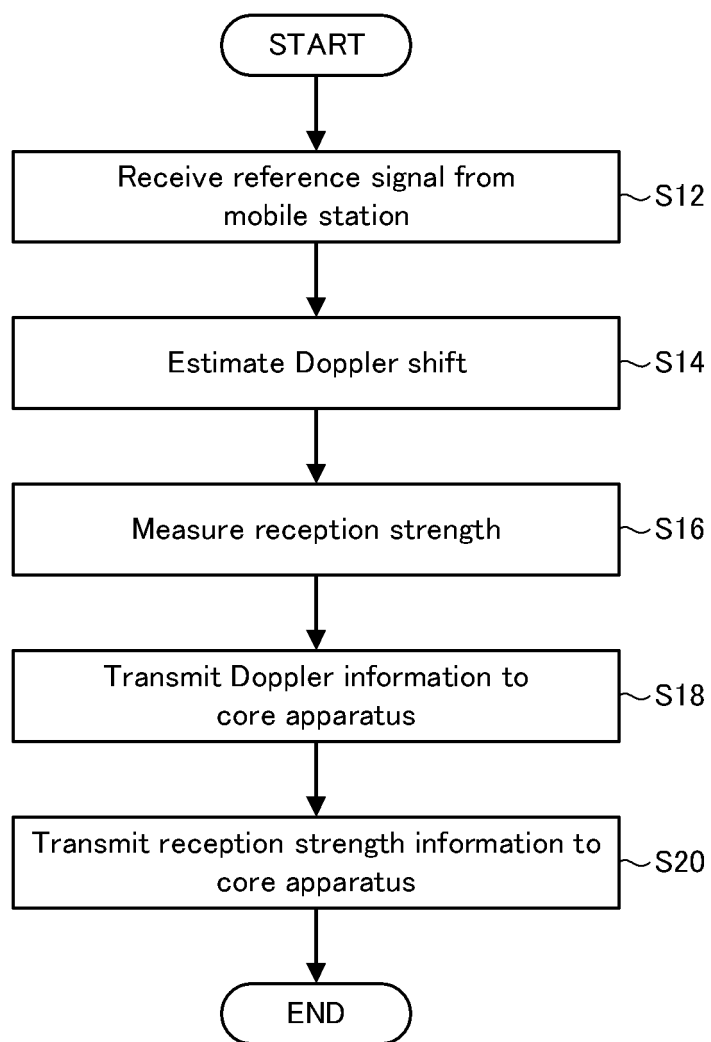 START
Receive reference signal from
mobile station
S12
Estimate Doppler shift
S14
Measure reception strength
S16
Transmit Doppler information to
core apparatus
S18
Transmit reception strength information to
core apparatus
S20
END